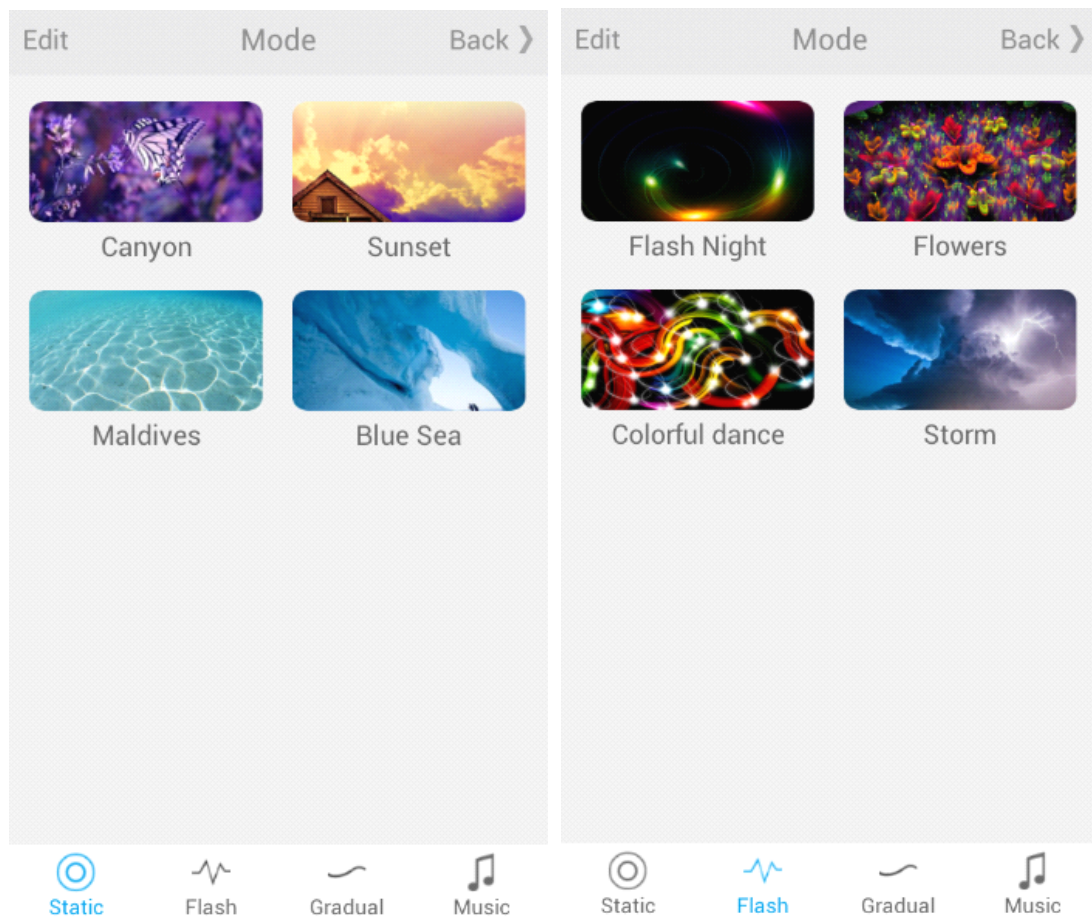 Edit Mode Back ❯
Canyon Sunset
Maldives Blue Sea
Static Flash Gradual Music
Edit Mode Back ❯
Flash Night Flowers
Colorful dance Storm
Static Flash Gradual Music